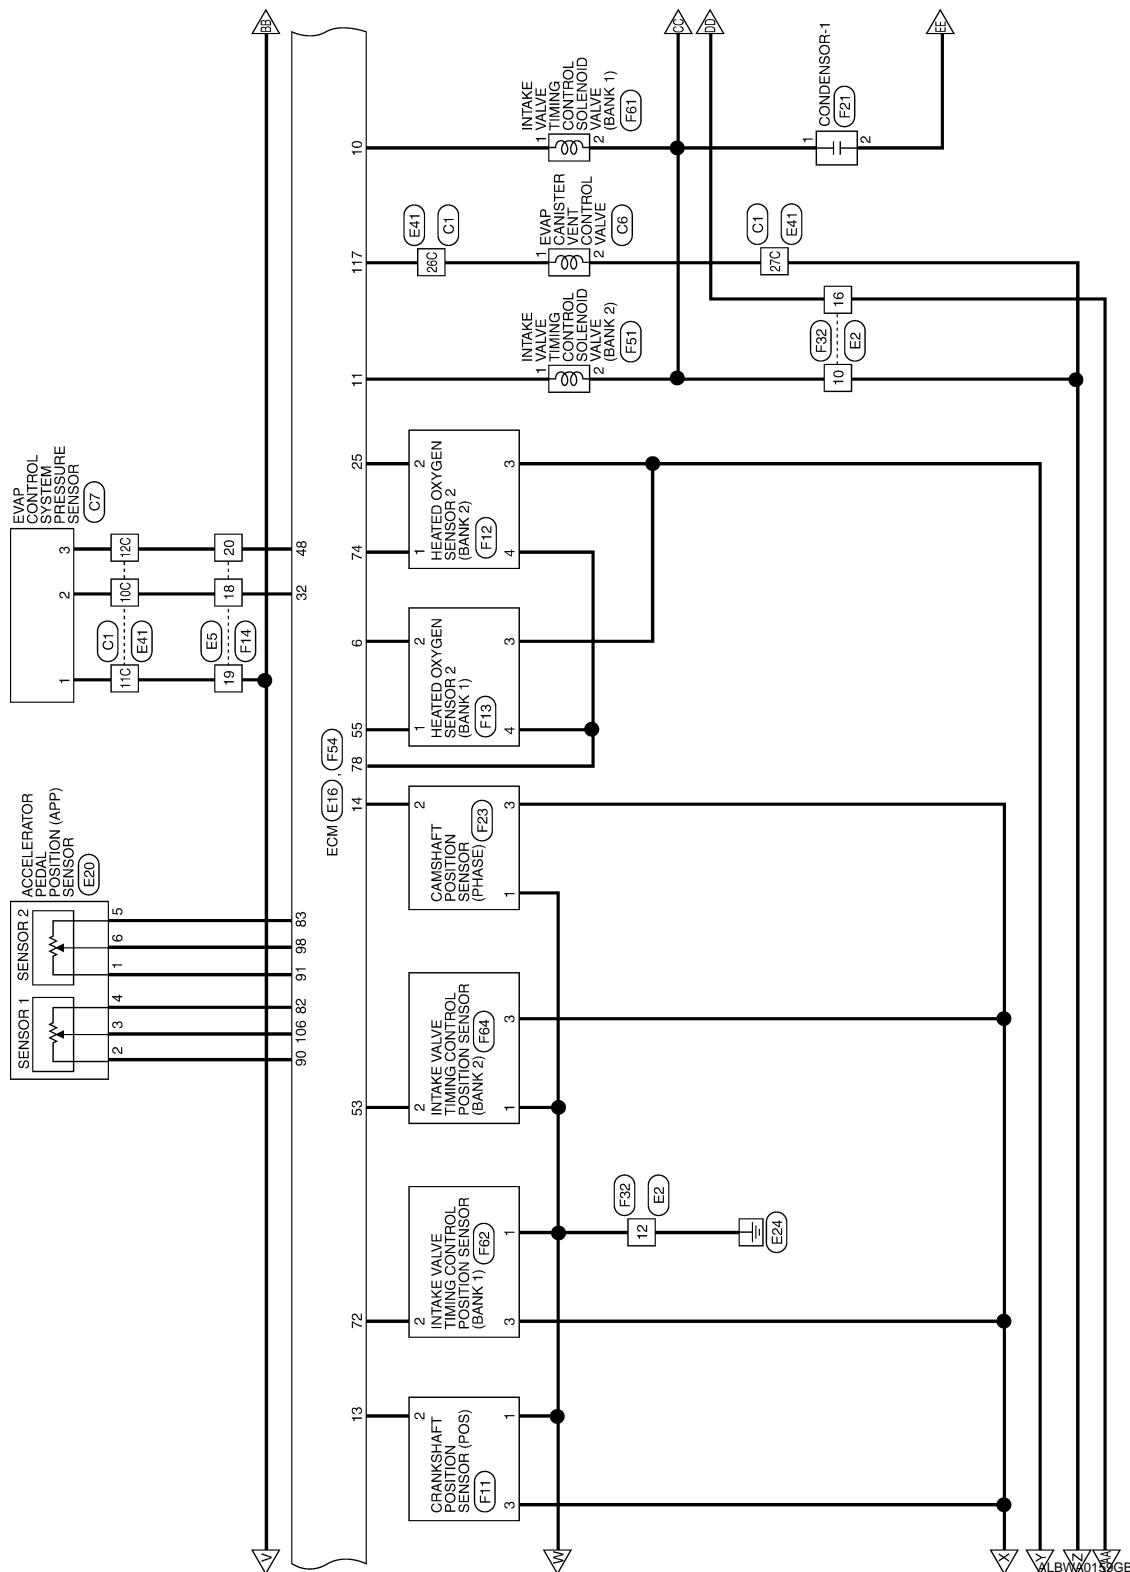 BB
CC
DD
EE
10
INTAKE
VALVE
TIMING
CONTROL
SOLENOID
VALVE
(BANK 1)
F61
1
2
CONDENSOR-1
F21
1
2
117
E41
C1
26C
EVAP
CANISTER
VENT
CONTROL
VALVE
C6
1
2
C1
E41
27C
16
F32
E2
10
11
INTAKE
VALVE
TIMING
CONTROL
SOLENOID
VALVE
(BANK 2)
F51
1
2
EVAP
CONTROL
SYSTEM
PRESSURE
SENSOR
C7
3
2
1
12C
10C
11C
C1
E41
20
18
19
E5
F14
48
32
25
74
2
1
HEATED OXYGEN
SENSOR 2
(BANK 2)
F12
3
4
6
55
2
1
HEATED OXYGEN
SENSOR 2
(BANK 1)
F13
3
4
78
ECM E16 , F54
14
2
CAMSHAFT
POSITION
SENSOR
(PHASE)
F23
3
1
ACCELERATOR
PEDAL
POSITION (APP)
SENSOR
E20
SENSOR 2
SENSOR 1
5
6
1
4
3
2
83
98
91
82
106
90
53
2
INTAKE VALVE
TIMING CONTROL
POSITION SENSOR
(BANK 2)
F64
3
1
72
2
INTAKE VALVE
TIMING CONTROL
POSITION SENSOR
(BANK 1)
F62
1
3
F32
E2
12
E24
13
2
CRANKSHAFT
POSITION
SENSOR (POS)
F11
1
3
V
W
X
Y
Z
AA
ALBWA0159GB